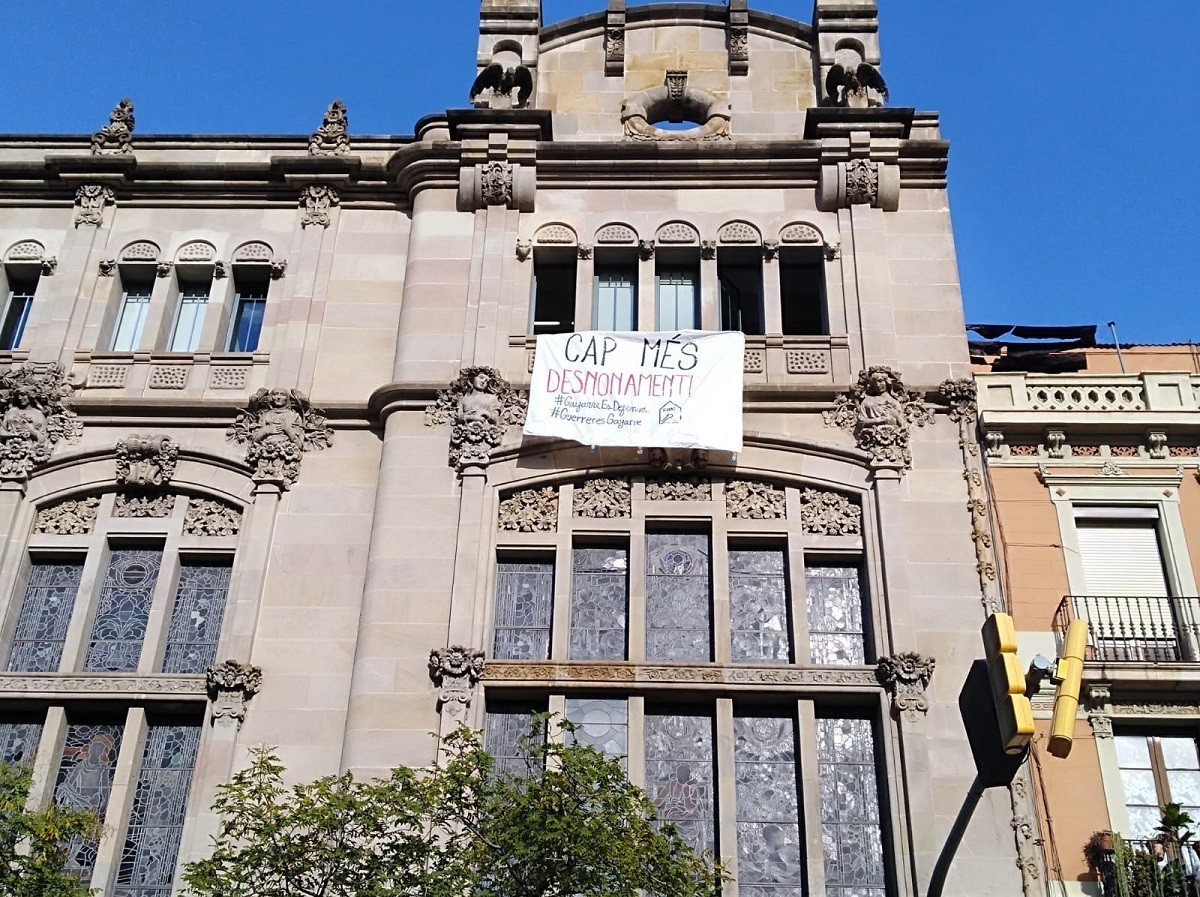 CAP MÉS
DESNONAMENT!
#GayarreEsDefensa
#GuerreresGayarre